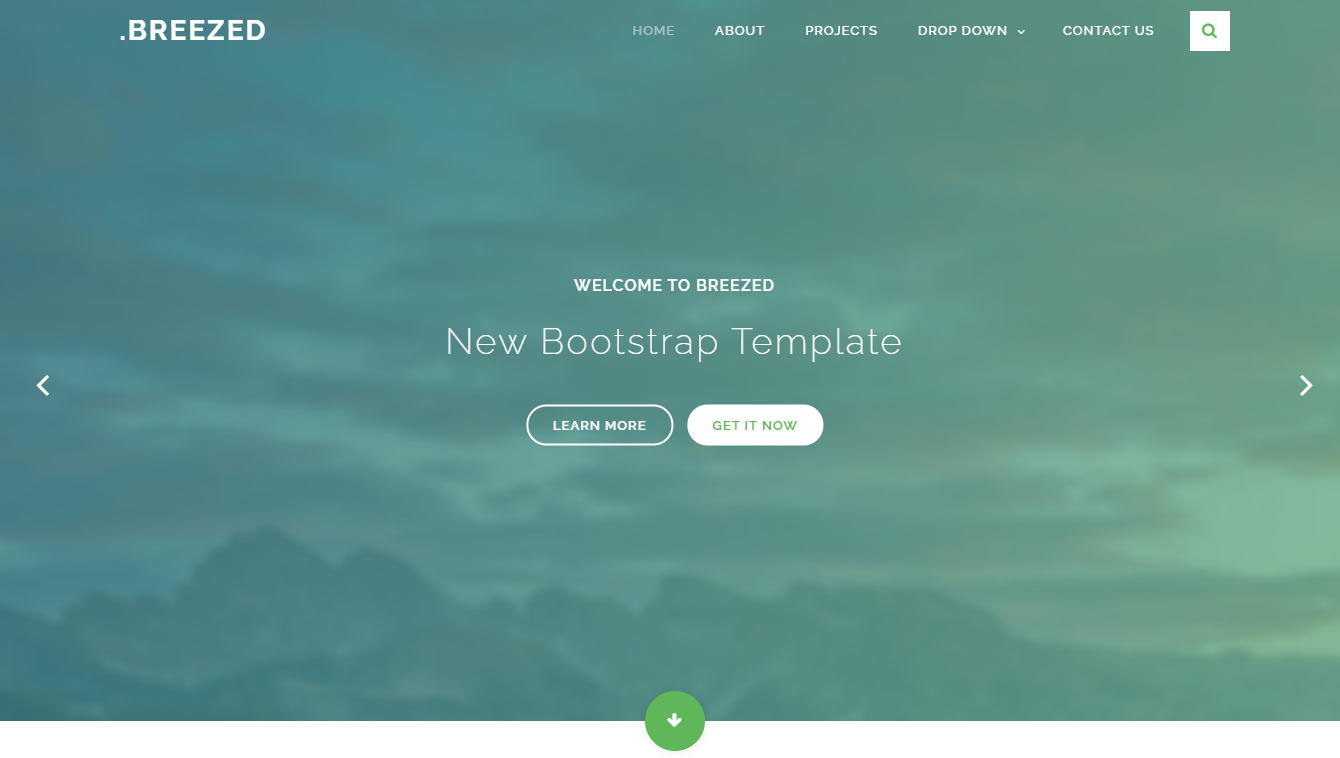 .BREEZED
HOME ABOUT PROJECTS DROP DOWN CONTACT US
WELCOME TO BREEZED
New Bootstrap Template
LEARN MORE GET IT NOW